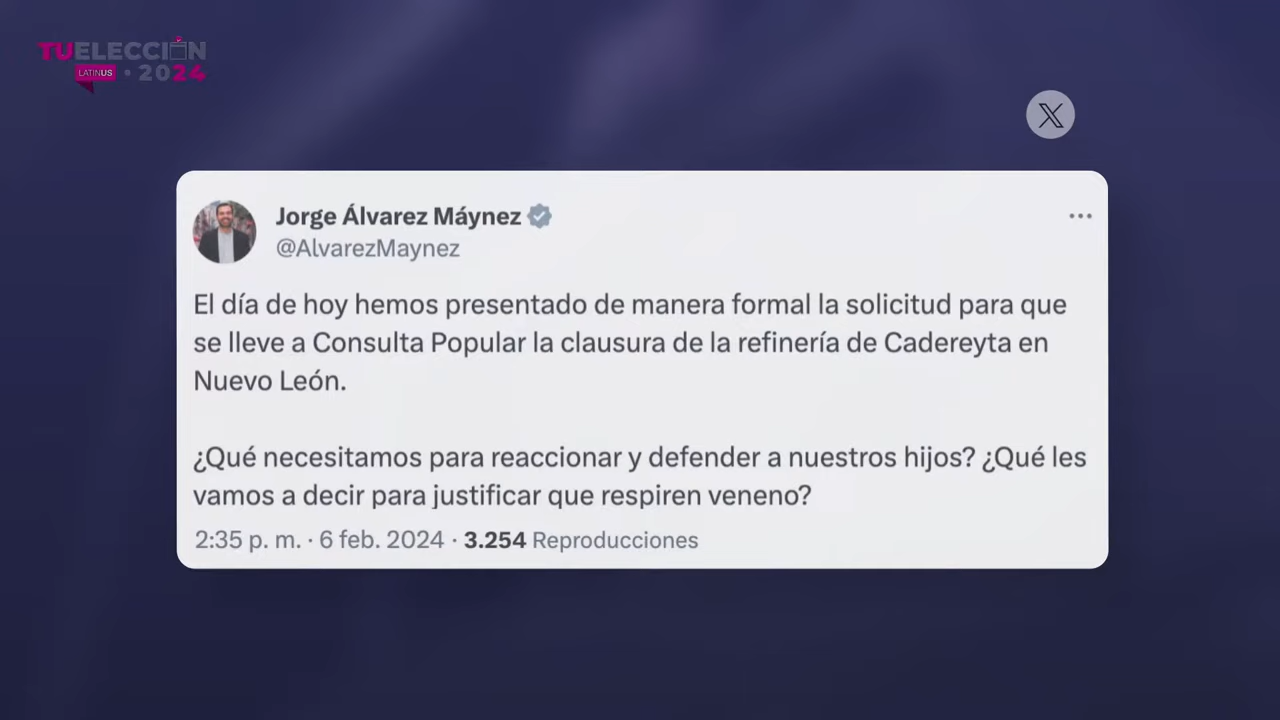 TUELECCIÓN
LATINUS • 2024
X
Jorge Álvarez Máynez
@AlvarezMaynez
El día de hoy hemos presentado de manera formal la solicitud para que
se lleve a Consulta Popular la clausura de la refinería de Cadereyta en
Nuevo León.
¿Qué necesitamos para reaccionar y defender a nuestros hijos? ¿Qué les
vamos a decir para justificar que respiren veneno?
2:35 p. m. · 6 feb. 2024 · 3.254 Reproducciones